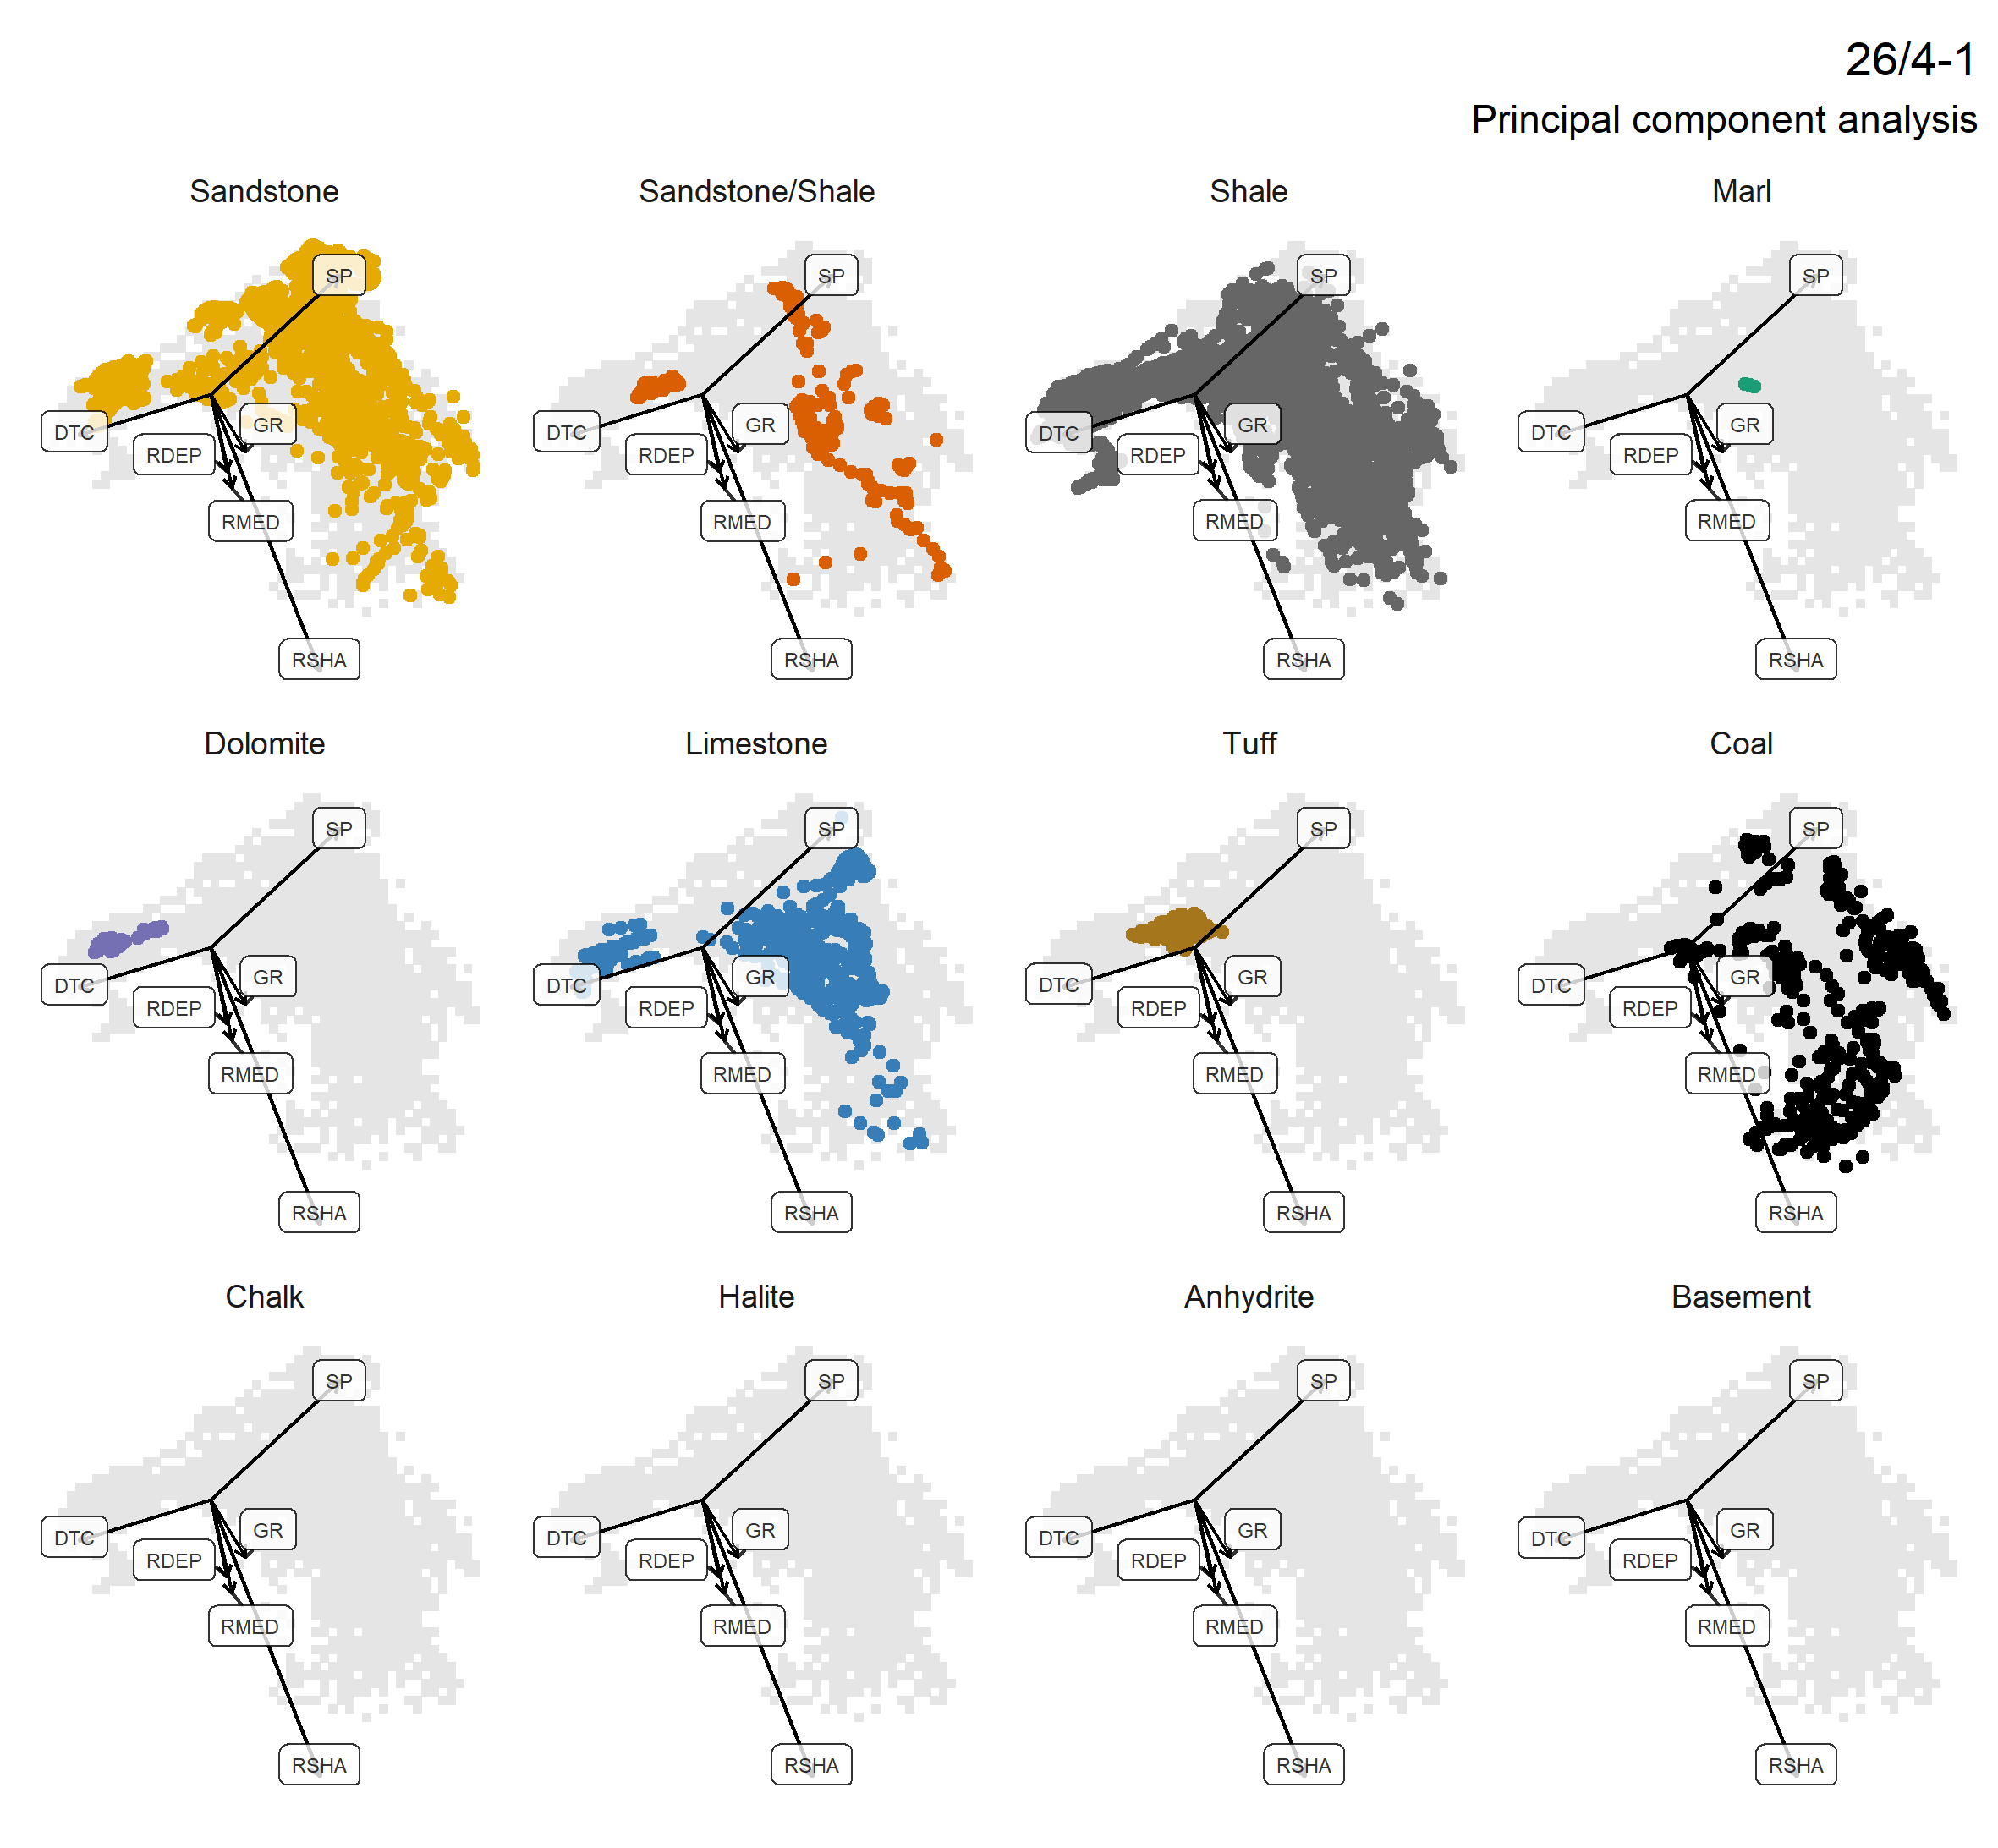 26/4-1
Principal component analysis
Sandstone
Sandstone/Shale
Shale
Marl
SP
SP
SP
SP
DTC
GR
DTC
GR
DTC
GR
DTC
GR
RDEP
RDEP
RDEP
RDEP
RMED
RMED
RMED
RMED
RSHA
RSHA
RSHA
RSHA
Dolomite
Limestone
Tuff
Coal
SP
SP
SP
SP
DTC
GR
DTC
GR
DTC
GR
DTC
GR
RDEP
RDEP
RDEP
RDEP
RMED
RMED
RMED
RMED
RSHA
RSHA
RSHA
RSHA
Chalk
Halite
Anhydrite
Basement
SP
SP
SP
SP
DTC
GR
DTC
GR
DTC
GR
DTC
GR
RDEP
RDEP
RDEP
RDEP
RMED
RMED
RMED
RMED
RSHA
RSHA
RSHA
RSHA